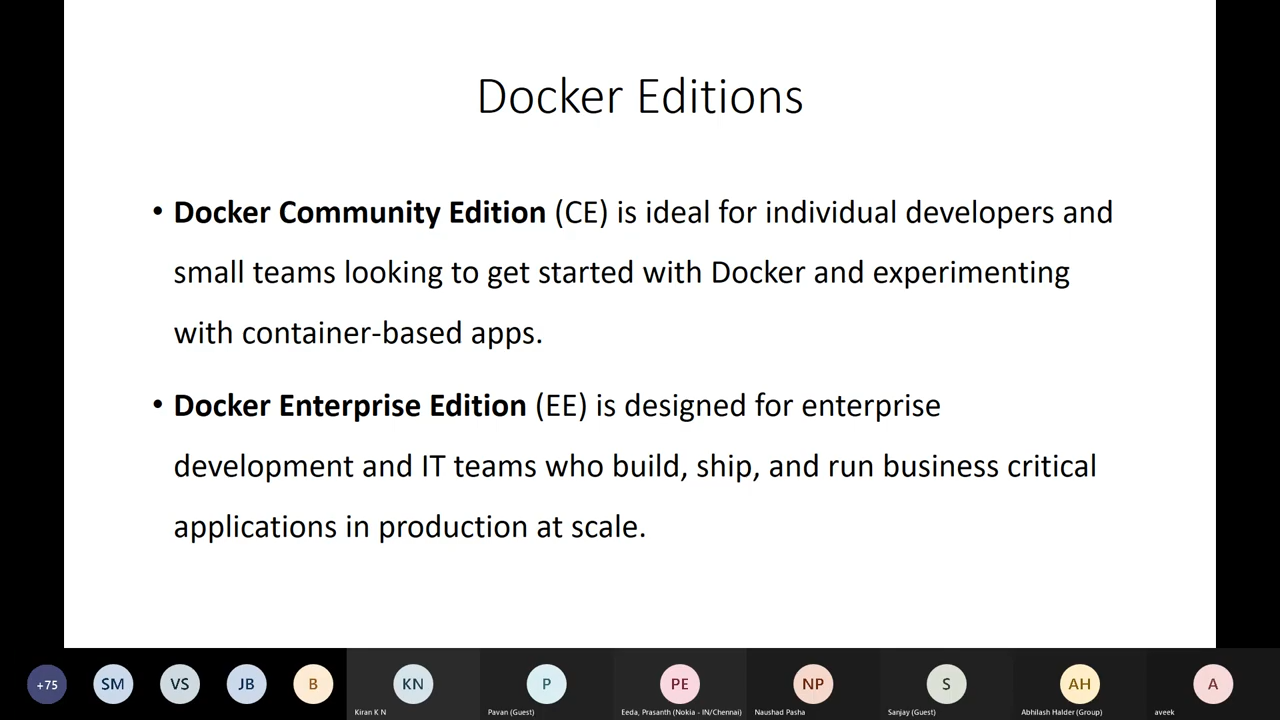 Docker Editions
• Docker Community Edition (CE) is ideal for individual developers and
small teams looking to get started with Docker and experimenting
with container-based apps.
• Docker Enterprise Edition (EE) is designed for enterprise
development and IT teams who build, ship, and run business critical
applications in production at scale.
+75 SM VS JB B KN P PE NP S AH A
Kiran K N Pavan (Guest) Eeda, Prasanth (Nokia - IN/Chennai) Naushad Pasha Sanjay (Guest) Abhilash Halder (Group) aveek